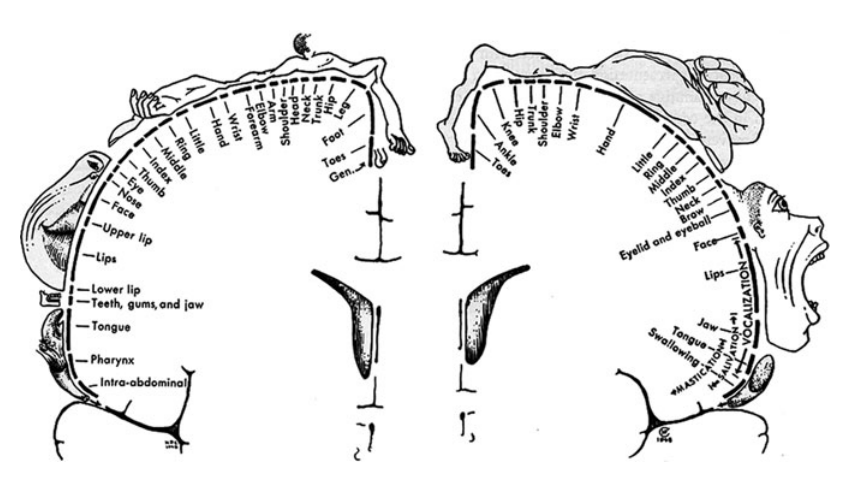 Intra-abdominal
Pharynx
Tongue
Teeth, gums, and jaw
Lower lip
Lips
Upper lip
Face
Nose
Eye
Thumb
Index
Middle
Ring
Little
Hand
Wrist
Forearm
Elbow
Arm
Shoulder
Head
Neck
Trunk
Hip
Leg
Foot
Toes
Gen.
Toes
Ankle
Knee
Hip
Trunk
Shoulder
Elbow
Wrist
Hand
Little
Ring
Middle
Index
Thumb
Neck
Brow
Eyelid and eyeball
Face
Lips
Jaw
Tongue
Swallowing
MASTICATION
SALIVATION
VOCALIZATION